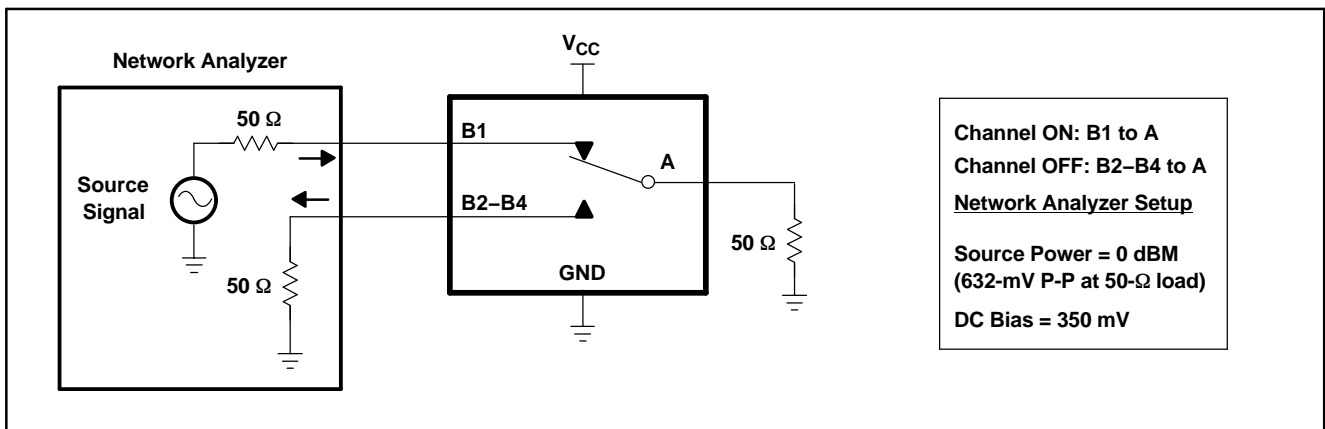 Network Analyzer
50 Ω
Source
Signal
50 Ω
V_CC
B1
A
B2–B4
GND
50 Ω
Channel ON: B1 to A
Channel OFF: B2–B4 to A
Network Analyzer Setup
Source Power = 0 dBM
(632-mV P-P at 50-Ω load)
DC Bias = 350 mV